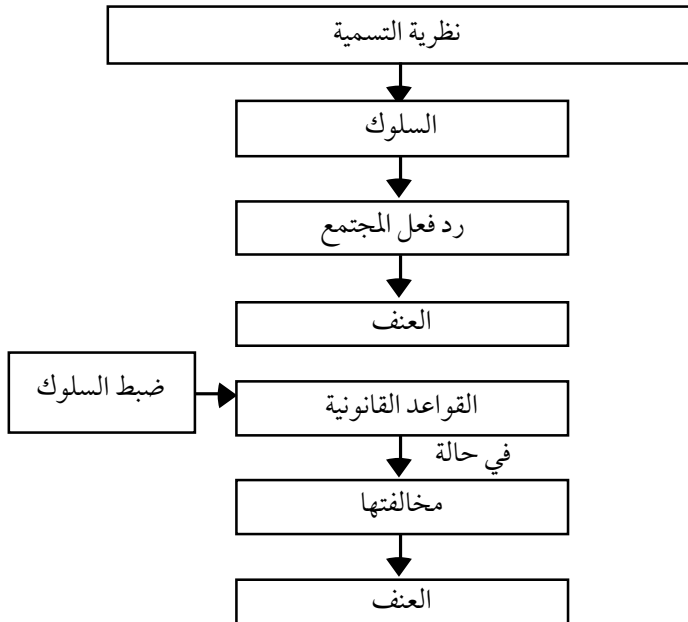 نظرية التسمية
السلوك
رد فعل المجتمع
العنف
ضبط السلوك
القواعد القانونية
في حالة
مخالفتها
العنف